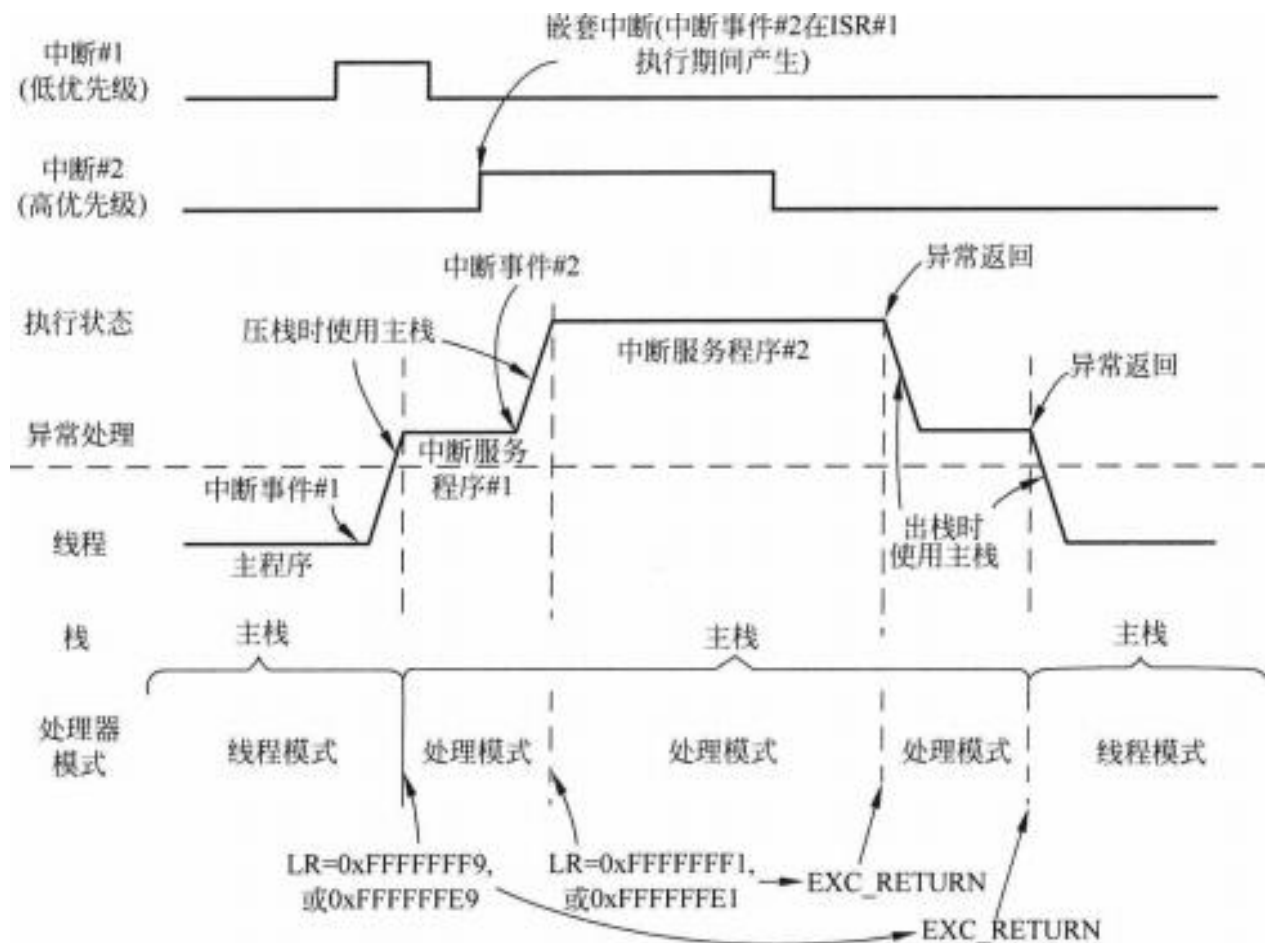 嵌套中断(中断事件#2在ISR#1
执行期间产生)
中断#1
(低优先级)
中断#2
(高优先级)
中断事件#2
异常返回
执行状态
压栈时使用主栈
中断服务程序#2
异常返回
异常处理
中断服务
程序#1
中断事件#1
线程
主程序
出栈时
使用主栈
栈
主栈
主栈
主栈
处理器
模式
线程模式
处理模式
处理模式
处理模式
线程模式
LR=0xFFFFFFF9,
或0xFFFFFFE9
LR=0xFFFFFFF1,
或0xFFFFFFE1
EXC_RETURN
EXC_RETURN